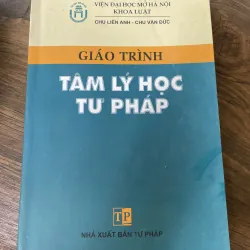 VIỆN ĐẠI HỌC MỞ HÀ NỘI
KHOA LUẬT
CHU LIÊN ANH - CHU VĂN ĐỨC
GIÁO TRÌNH
TÂM LÝ HỌC
TƯ PHÁP
TP
NHÀ XUẤT BẢN TƯ PHÁP